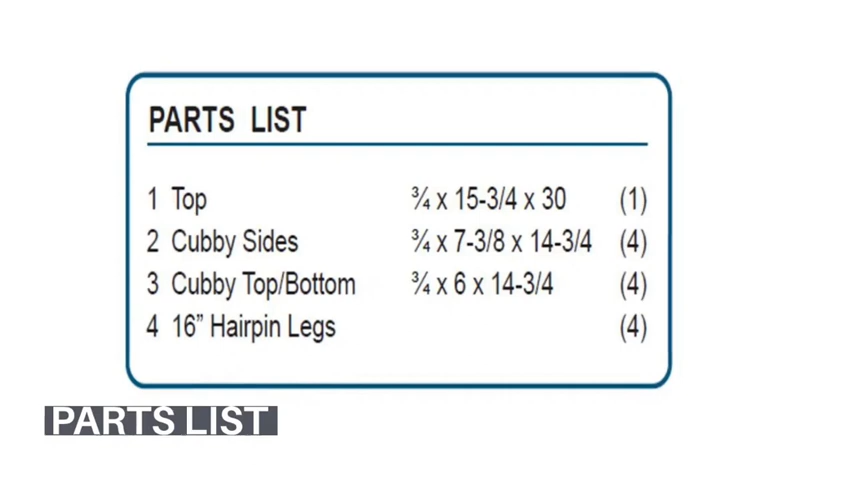 PARTS LIST
1 Top ¾ x 15-3/4 x 30 (1)
2 Cubby Sides ¾ x 7-3/8 x 14-3/4 (4)
3 Cubby Top/Bottom ¾ x 6 x 14-3/4 (4)
4 16” Hairpin Legs (4)
PARTS LIST